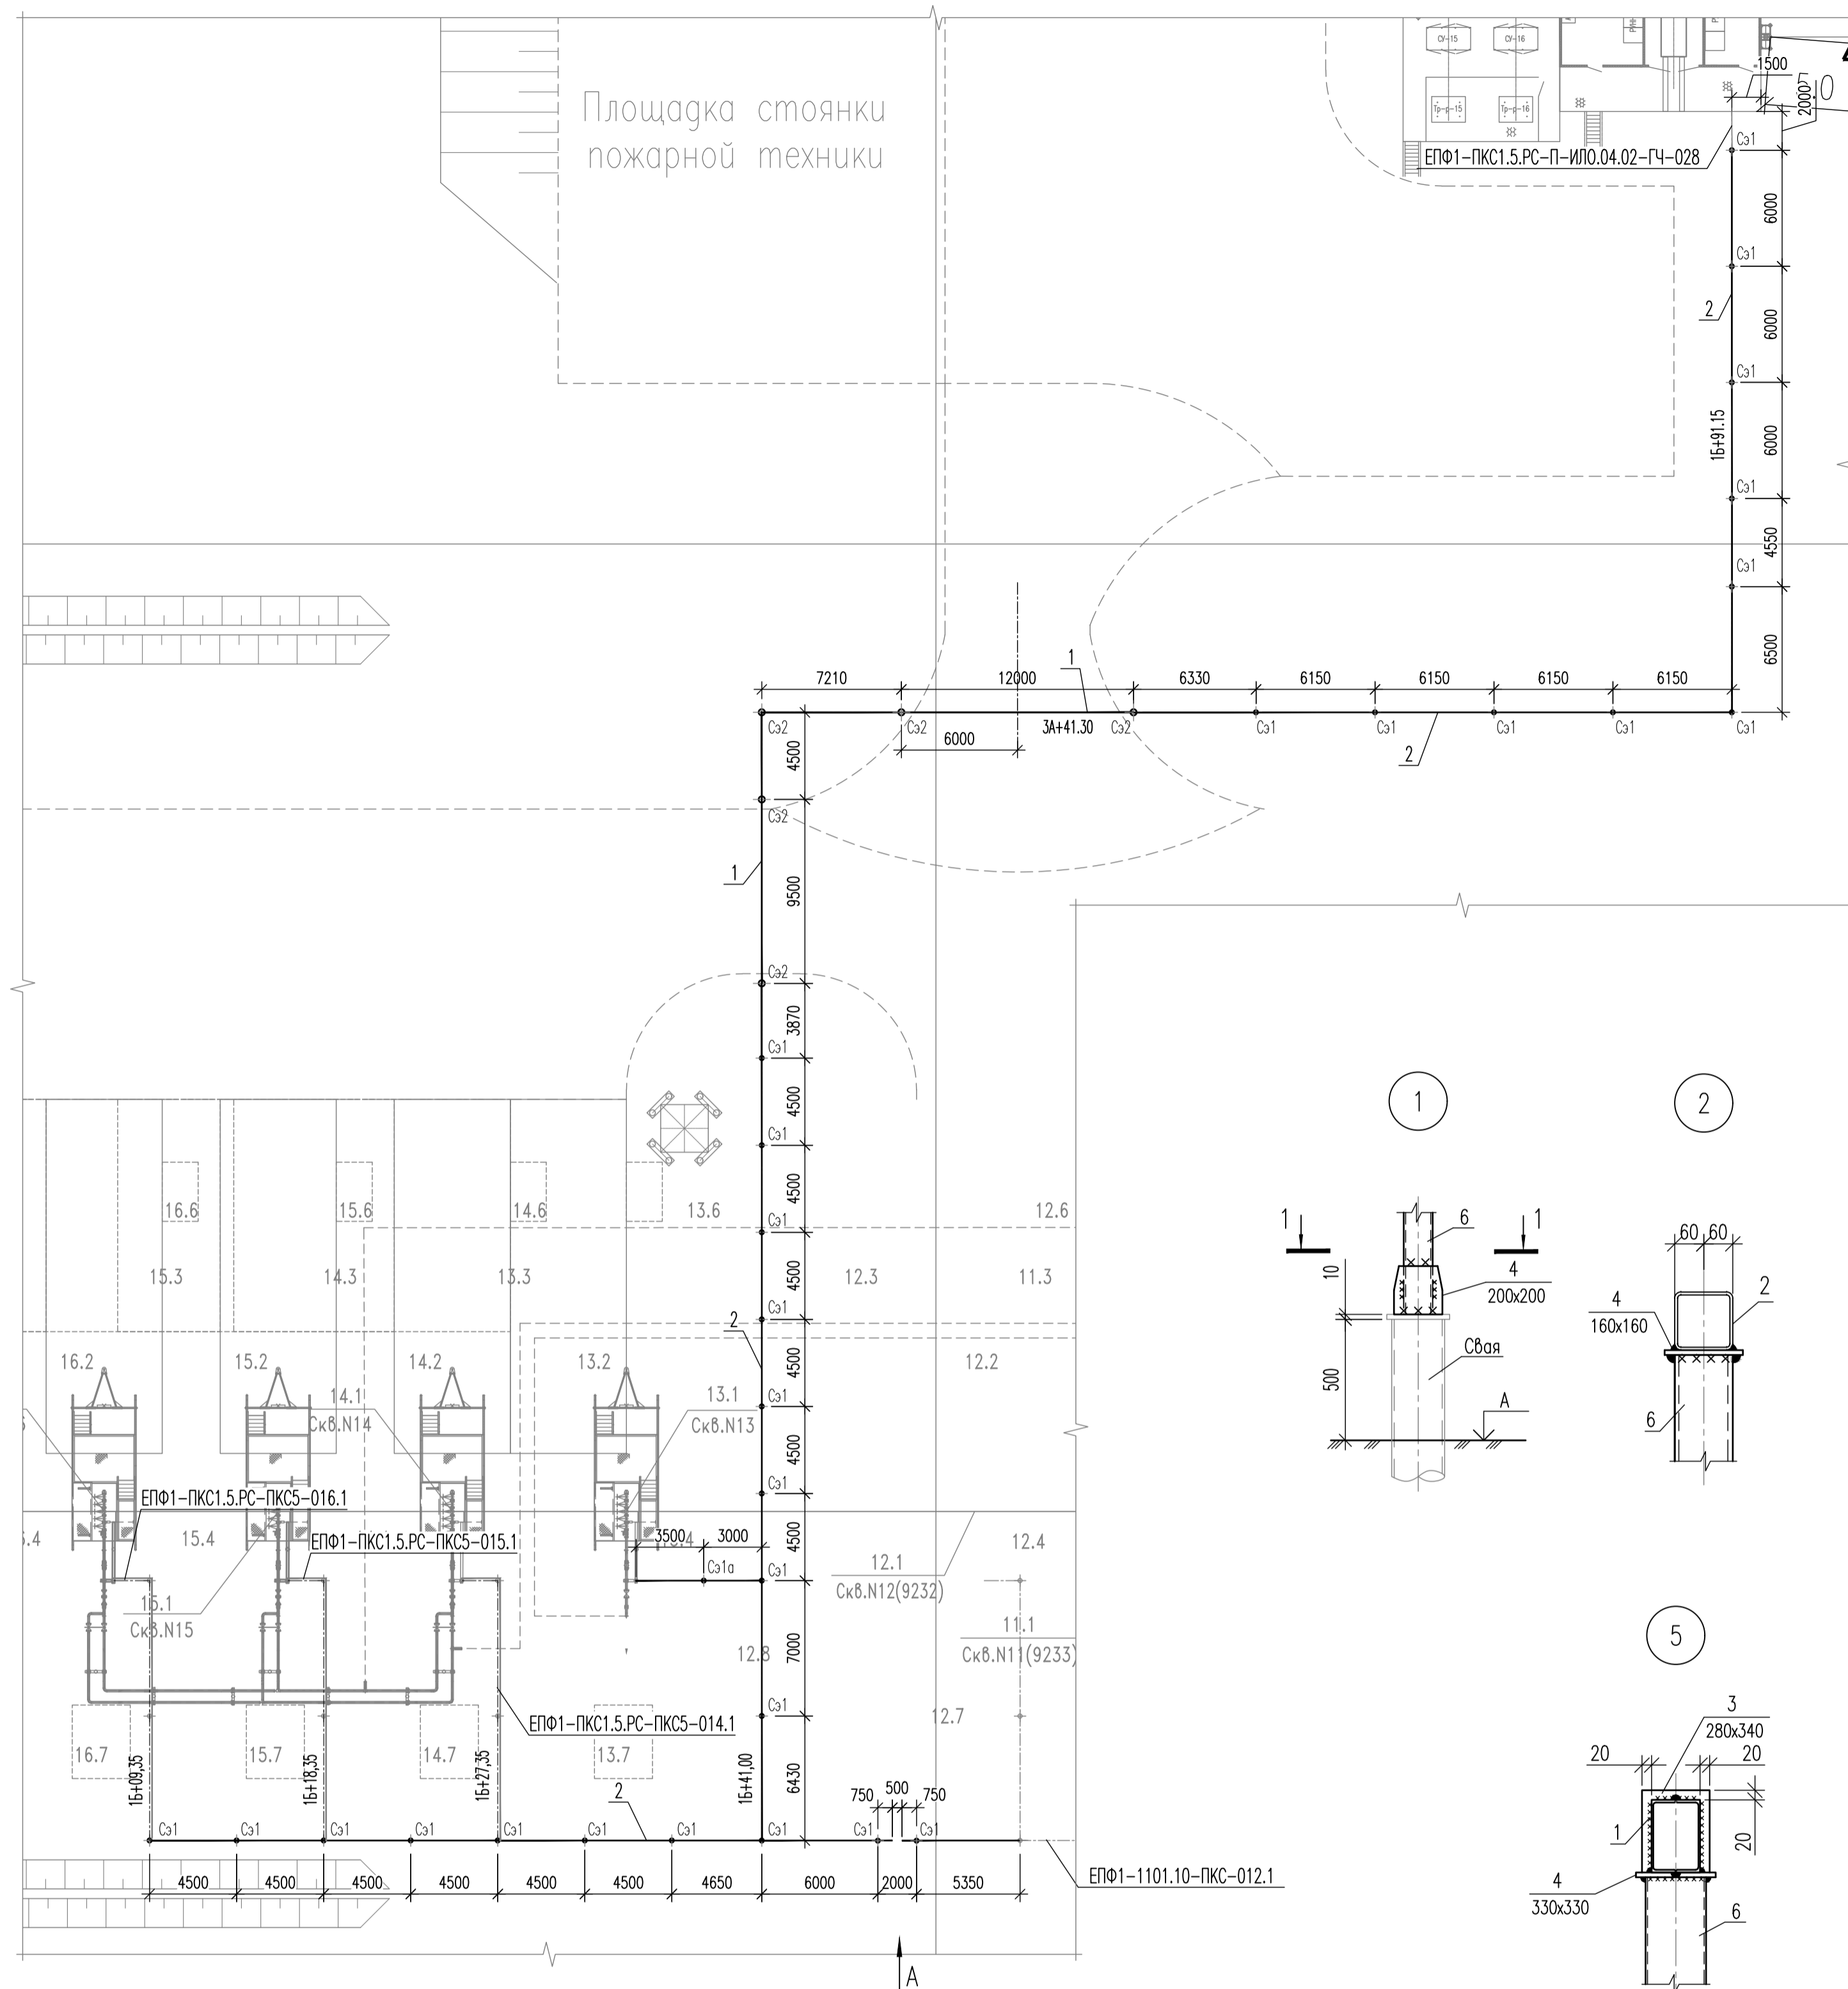 Площадка стоянки
пожарной техники
СУ-15
СУ-16
Тр-р-15
Тр-р-16
1500
2000
5.0
ЕПФ1-ПКС1.5.РС-П-ИЛО.04.02-ГЧ-028
Сэ1
6000
Сэ1
2
6000
Сэ1
1Б+91.15
6000
Сэ1
4550
Сэ1
6500
7210
12000
1
6330
6150
6150
6150
6150
Сэ2
Сэ2
3А+41.30
Сэ2
Сэ1
Сэ1
Сэ1
Сэ1
Сэ1
6000
2
4500
Сэ2
1
9500
Сэ2
3870
Сэ1
4500
Сэ1
4500
Сэ1
4500
Сэ1
2
4500
Сэ1
4500
Сэ1
4500
Сэ1
16.6
15.6
14.6
13.6
12.6
15.3
14.3
13.3
12.3
11.3
16.2
15.2
14.2
13.2
12.2
14.1
Скв.N14
13.1
Скв.N13
ЕПФ1-ПКС1.5.РС-ПКС5-016.1
ЕПФ1-ПКС1.5.РС-ПКС5-015.1
15.4
3500
3000
Сэ1а
12.4
12.1
Скв.N12(9232)
15.1
Скв.N15
11.1
Скв.N11(9233)
12.8
7000
Сэ1
12.7
ЕПФ1-ПКС1.5.РС-ПКС5-014.1
16.7
15.7
14.7
13.7
1Б+09,35
1Б+18,35
1Б+27,35
1Б+41,00
6430
750
500
750
2
Сэ1
Сэ1
Сэ1
Сэ1
Сэ1
Сэ1
Сэ1
Сэ1
Сэ1
Сэ1
4500
4500
4500
4500
4500
4500
4650
6000
2000
5350
ЕПФ1-1101.10-ПКС-012.1
А
1
1
1
6
10
4
200х200
500
Свая
А
2
60
60
4
160х160
2
6
5
3
280х340
20
20
1
20
4
330х330
6